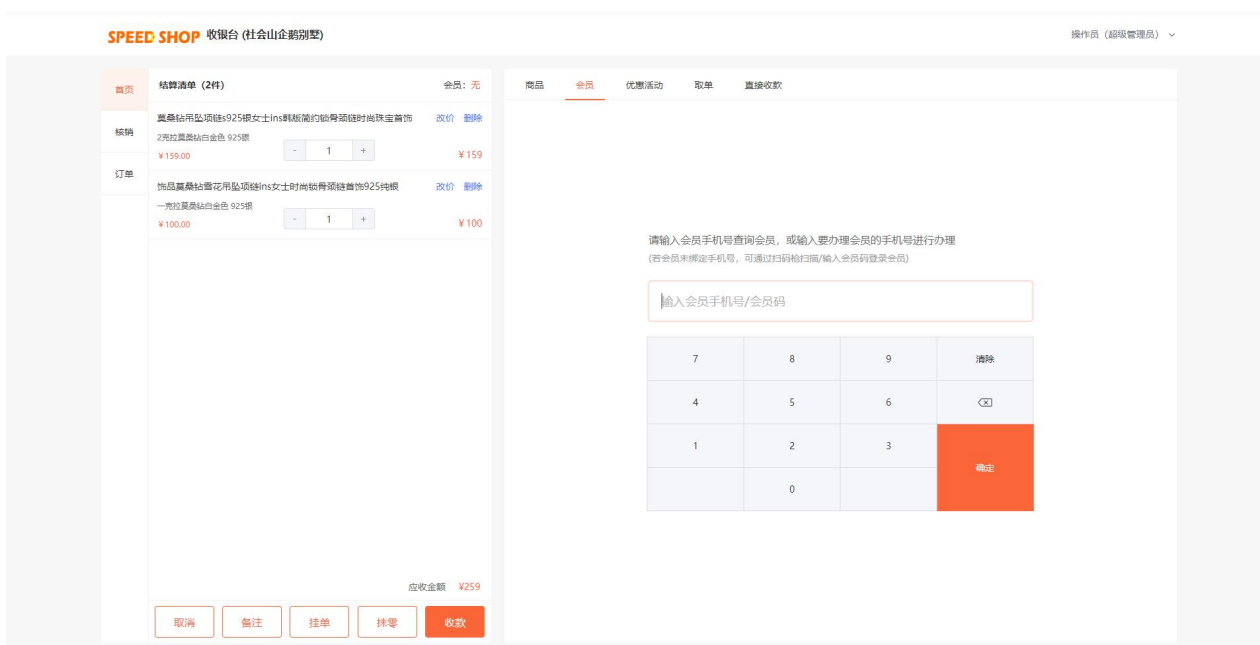 SPEED SHOP 收银台 (社会山企鹅别墅)
操作员（超级管理员）
首页
核销
订单
结算清单（2件）
会员：无
莫桑钻吊坠项链s925银女士ins韩版简约锁骨颈链时尚珠宝首饰 改价 删除
2克拉莫桑钻白金色 925银
￥159.00 - 1 + ￥159
饰品莫桑钻雪花吊坠项链ins女士时尚锁骨颈链首饰925纯银 改价 删除
一克拉莫桑钻白金色 925银
￥100.00 - 1 + ￥100
应收金额 ¥259
取消 备注 挂单 抹零 收款
商品 会员 优惠活动 取单 直接收款
请输入会员手机号查询会员，或输入要办理会员的手机号进行办理
(若会员未绑定手机号，可通过扫码枪扫描/输入会员码登录会员)
输入会员手机号/会员码
7 8 9 清除
4 5 6
1 2 3 确定
0